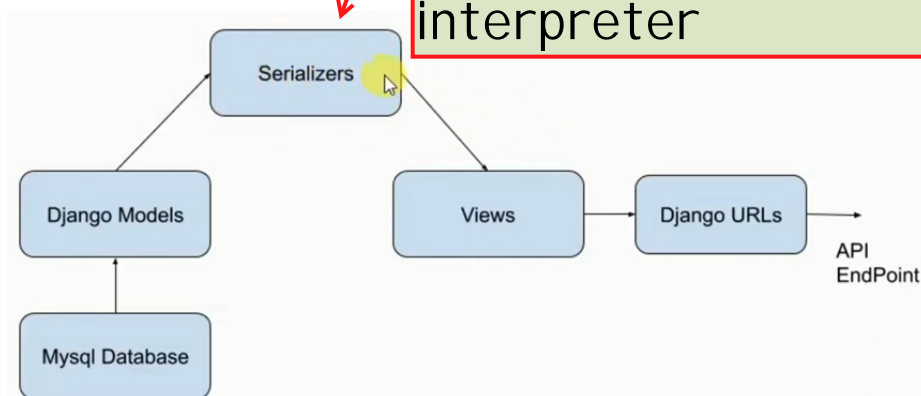 interpreter
Serializers
Django Models
Views
Django URLs
API
EndPoint
Mysql Database